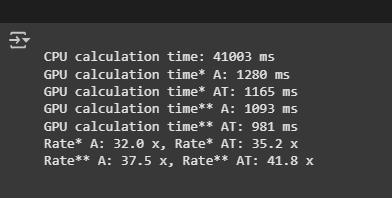 CPU calculation time: 41003 ms
GPU calculation time* A: 1280 ms
GPU calculation time* AT: 1165 ms
GPU calculation time** A: 1093 ms
GPU calculation time** AT: 981 ms
Rate* A: 32.0 x, Rate* AT: 35.2 x
Rate** A: 37.5 x, Rate** AT: 41.8 x